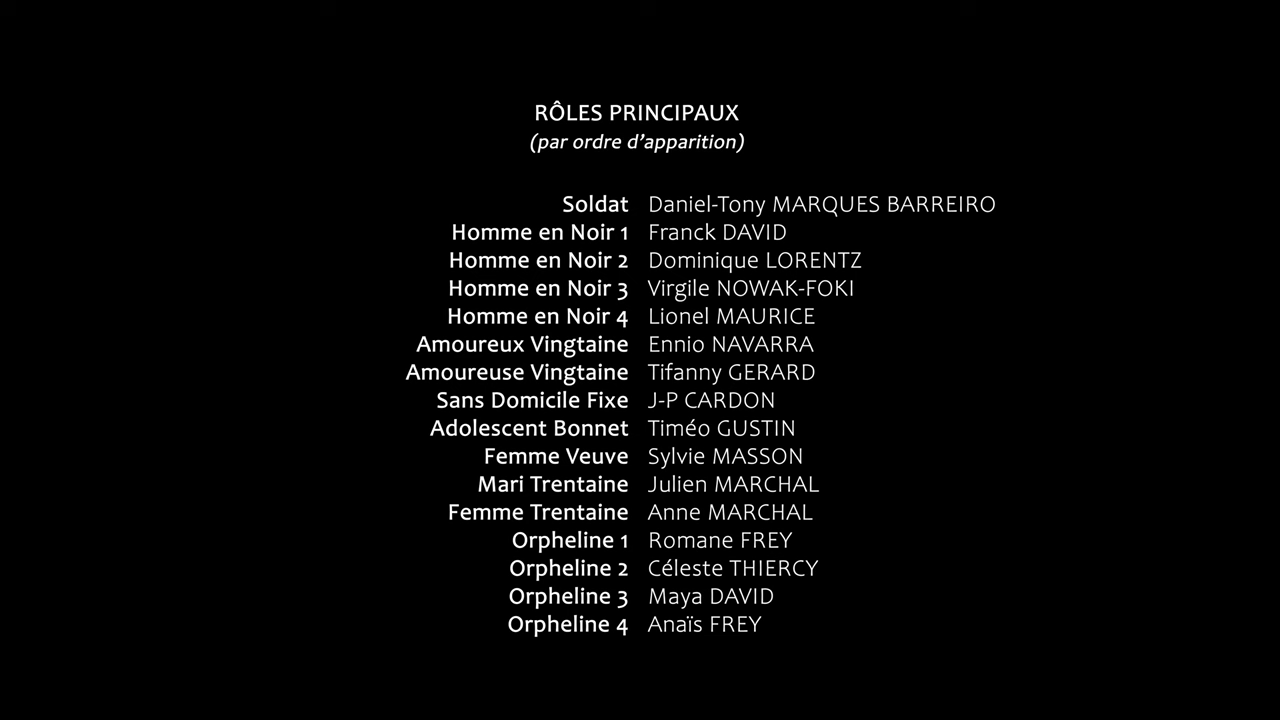 RÔLES PRINCIPAUX
(par ordre d’apparition)
Soldat Daniel-Tony MARQUES BARREIRO
Homme en Noir 1 Franck DAVID
Homme en Noir 2 Dominique LORENTZ
Homme en Noir 3 Virgile NOWAK-FOKI
Homme en Noir 4 Lionel MAURICE
Amoureux Vingtaine Ennio NAVARRA
Amoureuse Vingtaine Tifanny GERARD
Sans Domicile Fixe J-P CARDON
Adolescent Bonnet Timéo GUSTIN
Femme Veuve Sylvie MASSON
Mari Trentaine Julien MARCHAL
Femme Trentaine Anne MARCHAL
Orpheline 1 Romane FREY
Orpheline 2 Céleste THIERCY
Orpheline 3 Maya DAVID
Orpheline 4 Anaïs FREY